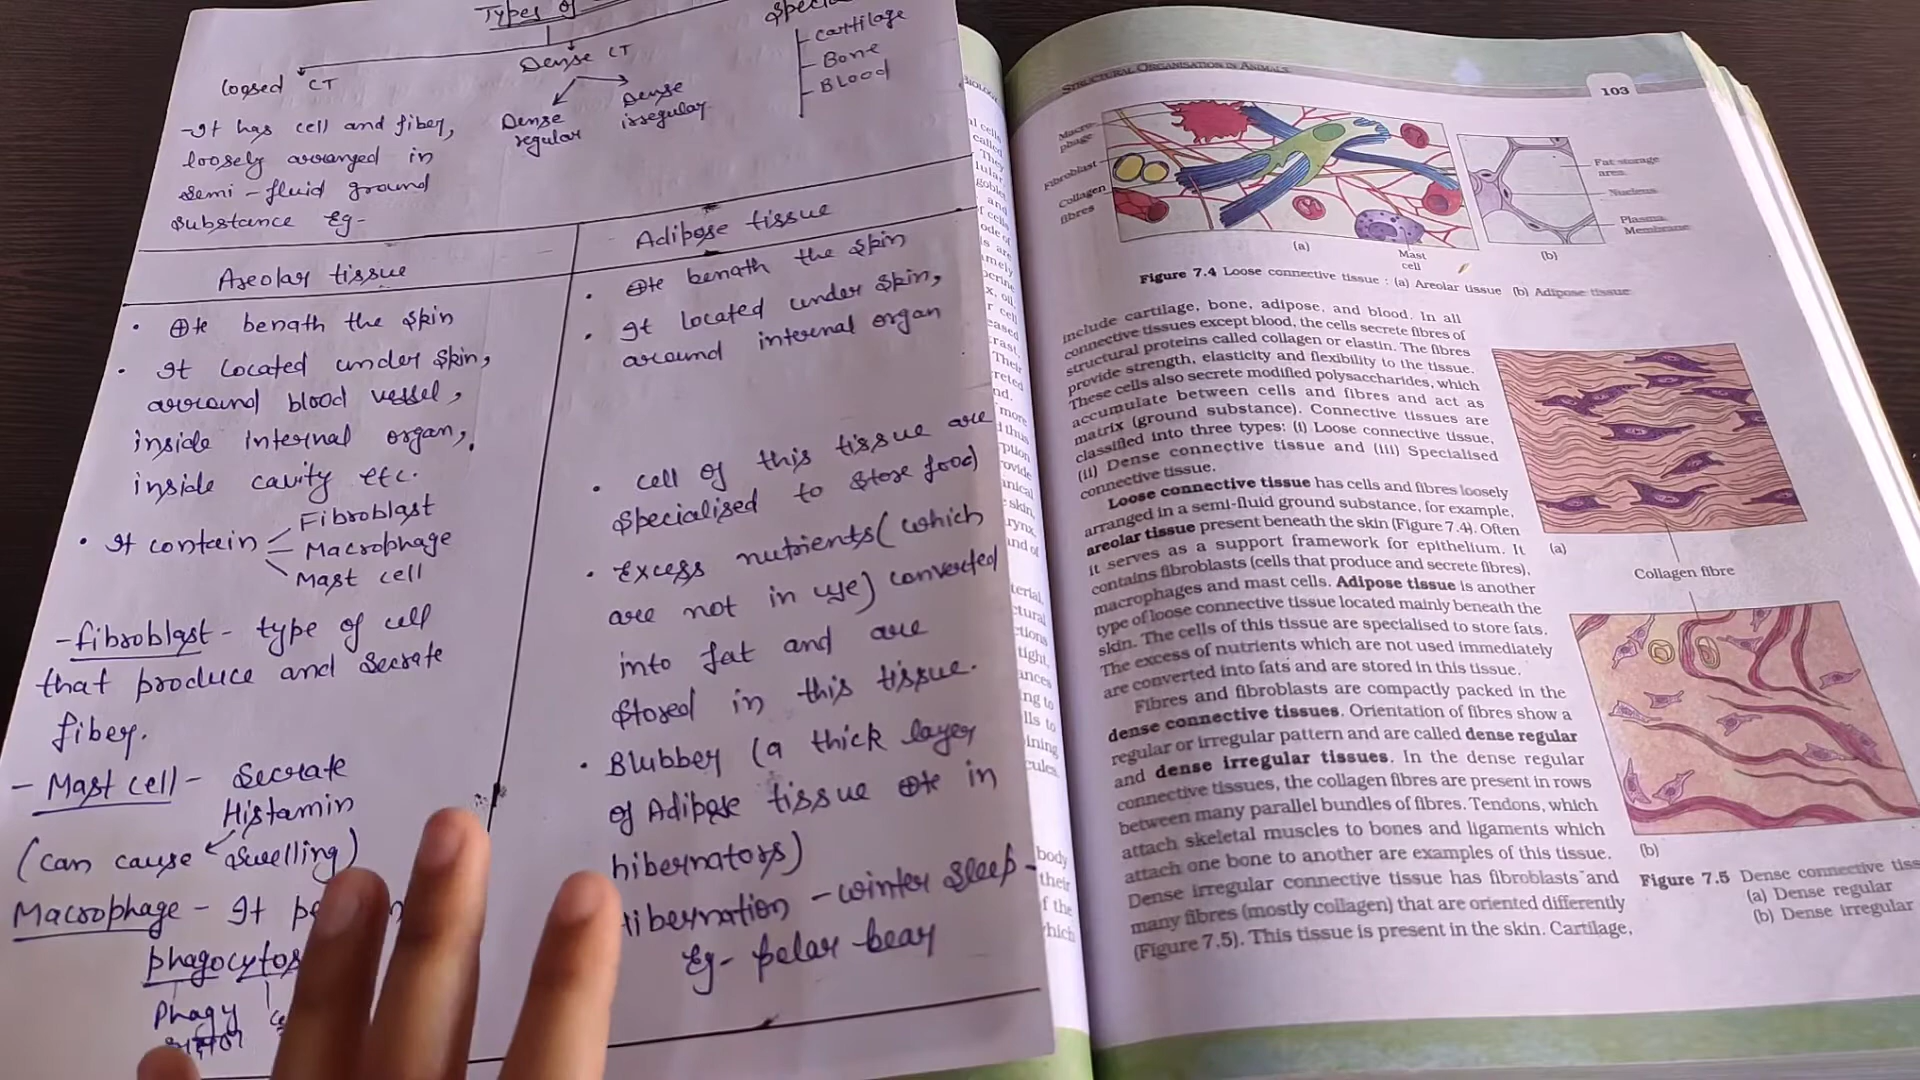 Types of
Loosed CT
Dense CT
Dense regular
Dense irregular
Cartilage
Bone
Blood
-It has cell and fiber,
loosely arranged in
semi-fluid ground
substance Eg-
Areolar tissue
benath the skin
It located under skin,
arround blood vessel,
inside internal organ,
inside cavity etc.
It contain
Fibroblast
Macrophage
Mast cell
-fibroblast- type of cell
that produce and secrate
fiber.
- Mast cell - secrate
Histamin
(can cause swelling)
Macrophage - It
Phagy
Adipose tissue
benath the skin
It located under skin,
around internal organ
cell of this tissue are
specialised to store food
Excess nutrients (which
are not in use) converted
into fat and are
stored in this tissue.
Blubber (a thick layer
of Adipose tissue in
hibernators)
- winter sleep -
Eg- polar bear
STRUCTURAL ORGANISATION IN ANIMALS
103
Macro-
phage
Fibroblast
Collagen
fibres
Mast
cell
(a)
Fat storage
area
Nucleus
Plasma
Membrane
(b)
Figure 7.4 Loose connective tissue : (a) Areolar tissue (b) Adipose tissue
include cartilage, bone, adipose, and blood. In all
connective tissues except blood, the cells secrete fibres of
structural proteins called collagen or elastin. The fibres
provide strength, elasticity and flexibility to the tissue.
These cells also secrete modified polysaccharides, which
accumulate between cells and fibres and act as
matrix (ground substance). Connective tissues are
classified into three types: (i) Loose connective tissue,
(ii) Dense connective tissue and (iii) Specialised
connective tissue.
Loose connective tissue has cells and fibres loosely
arranged in a semi-fluid ground substance, for example,
areolar tissue present beneath the skin (Figure 7.4). Often
it serves as a support framework for epithelium. It
contains fibroblasts (cells that produce and secrete fibres),
macrophages and mast cells. Adipose tissue is another
type of loose connective tissue located mainly beneath the
skin. The cells of this tissue are specialised to store fats.
The excess of nutrients which are not used immediately
are converted into fats and are stored in this tissue.
Fibres and fibroblasts are compactly packed in the
dense connective tissues. Orientation of fibres show a
regular or irregular pattern and are called dense regular
and dense irregular tissues. In the dense regular
connective tissues, the collagen fibres are present in rows
between many parallel bundles of fibres. Tendons, which
attach skeletal muscles to bones and ligaments which
attach one bone to another are examples of this tissue.
Dense irregular connective tissue has fibroblasts and
many fibres (mostly collagen) that are oriented differently
(Figure 7.5). This tissue is present in the skin. Cartilage,
(a)
Collagen fibre
(b)
Figure 7.5 Dense connective
(a) Dense regular
(b) Dense irregular